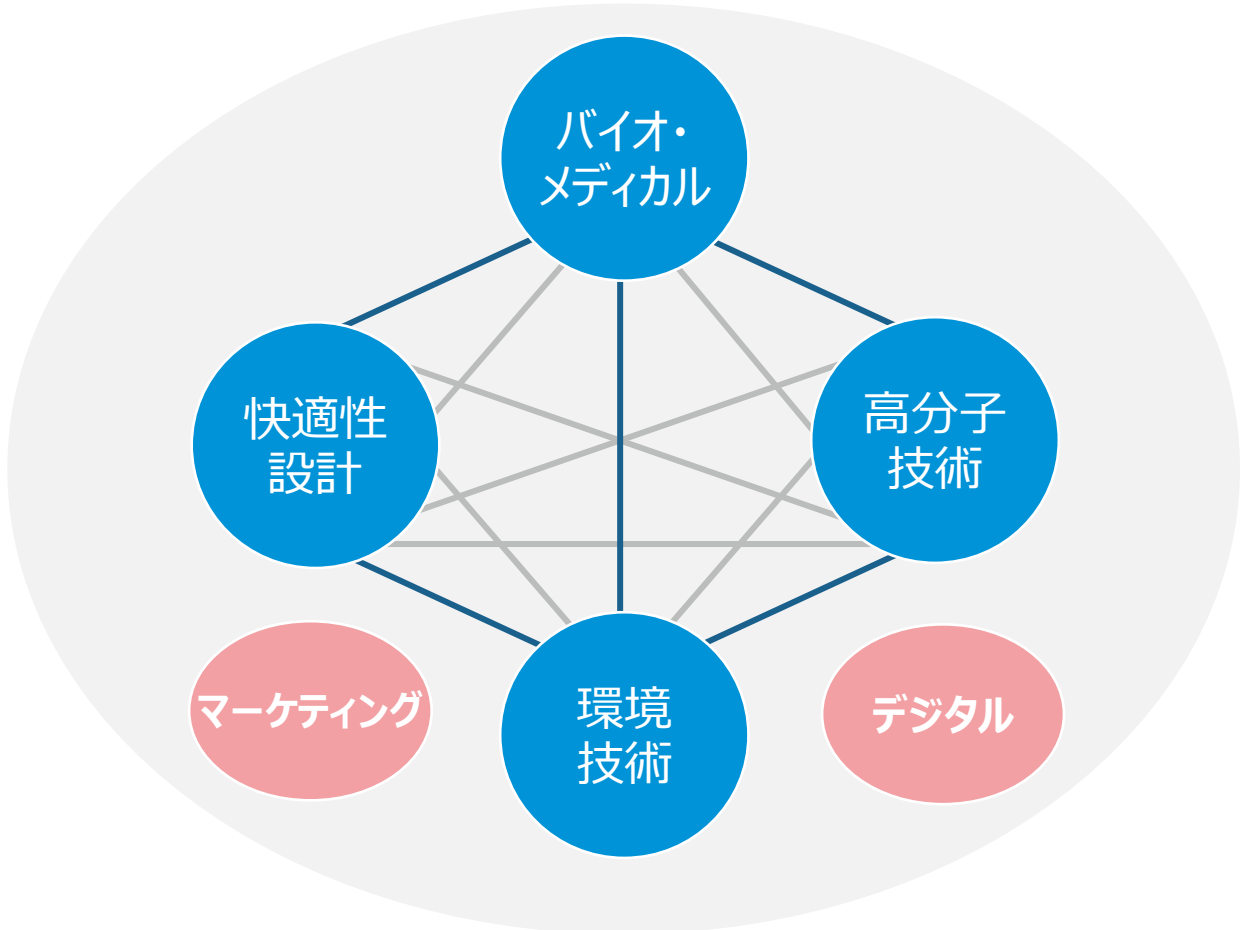 バイオ・
メディカル
快適性
設計
高分子
技術
マーケティング
環境
技術
デジタル